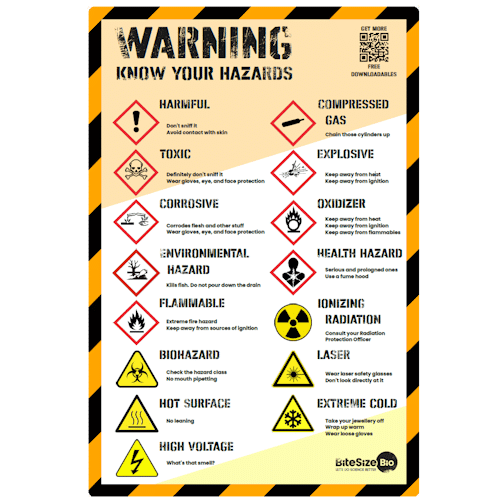 WARNING
KNOW YOUR HAZARDS
GET MORE
FREE
DOWNLOADABLES
HARMFUL
Don't sniff it
Avoid contact with skin
COMPRESSED
GAS
Chain those cylinders up
TOXIC
Definitely don't sniff it
Wear gloves, eye, and face protection
EXPLOSIVE
Keep away from heat
Keep away from ignition
CORROSIVE
Corrodes flesh and other stuff
Wear gloves, eye, and face protection
OXIDIZER
Keep away from heat
Keep away from ignition
Keep away from flammables
ENVIRONMENTAL
HAZARD
Kills fish. Do not pour down the drain
HEALTH HAZARD
Serious and prolonged ones
Use a fume hood
FLAMMABLE
Extreme fire hazard
Keep away from sources of ignition
IONIZING
RADIATION
Consult your Radiation
Protection Officer
BIOHAZARD
Check the hazard class
No mouth pipetting
LASER
Wear laser safety glasses
Don't look directly at it
HOT SURFACE
No leaning
EXTREME COLD
Take your jewellery off
Wrap up warm
Wear loose gloves
HIGH VOLTAGE
What's that smell?
BiteSize Bio